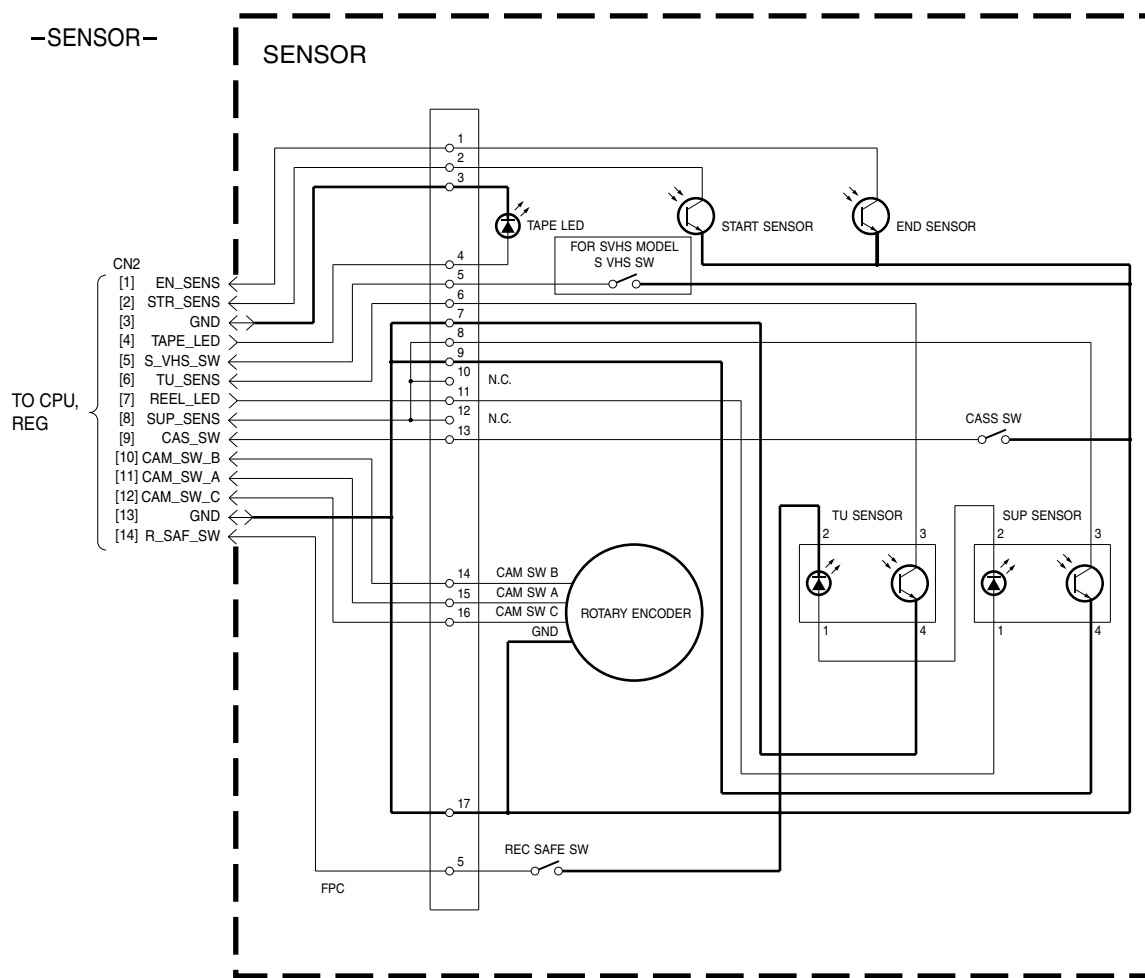 –SENSOR–
SENSOR
1
2
3
TAPE LED
START SENSOR
END SENSOR
FOR SVHS MODEL
S VHS SW
4
5
6
7
8
9
10 N.C.
11
12 N.C.
13
CASS SW
CN2
[1] EN_SENS
[2] STR_SENS
[3] GND
[4] TAPE_LED
[5] S_VHS_SW
[6] TU_SENS
[7] REEL_LED
[8] SUP_SENS
[9] CAS_SW
[10] CAM_SW_B
[11] CAM_SW_A
[12] CAM_SW_C
[13] GND
[14] R_SAF_SW
TO CPU,
REG
TU SENSOR
2 3
1 4
SUP SENSOR
2 3
1 4
14 CAM SW B
15 CAM SW A
16 CAM SW C
GND
ROTARY ENCODER
17
5
REC SAFE SW
FPC